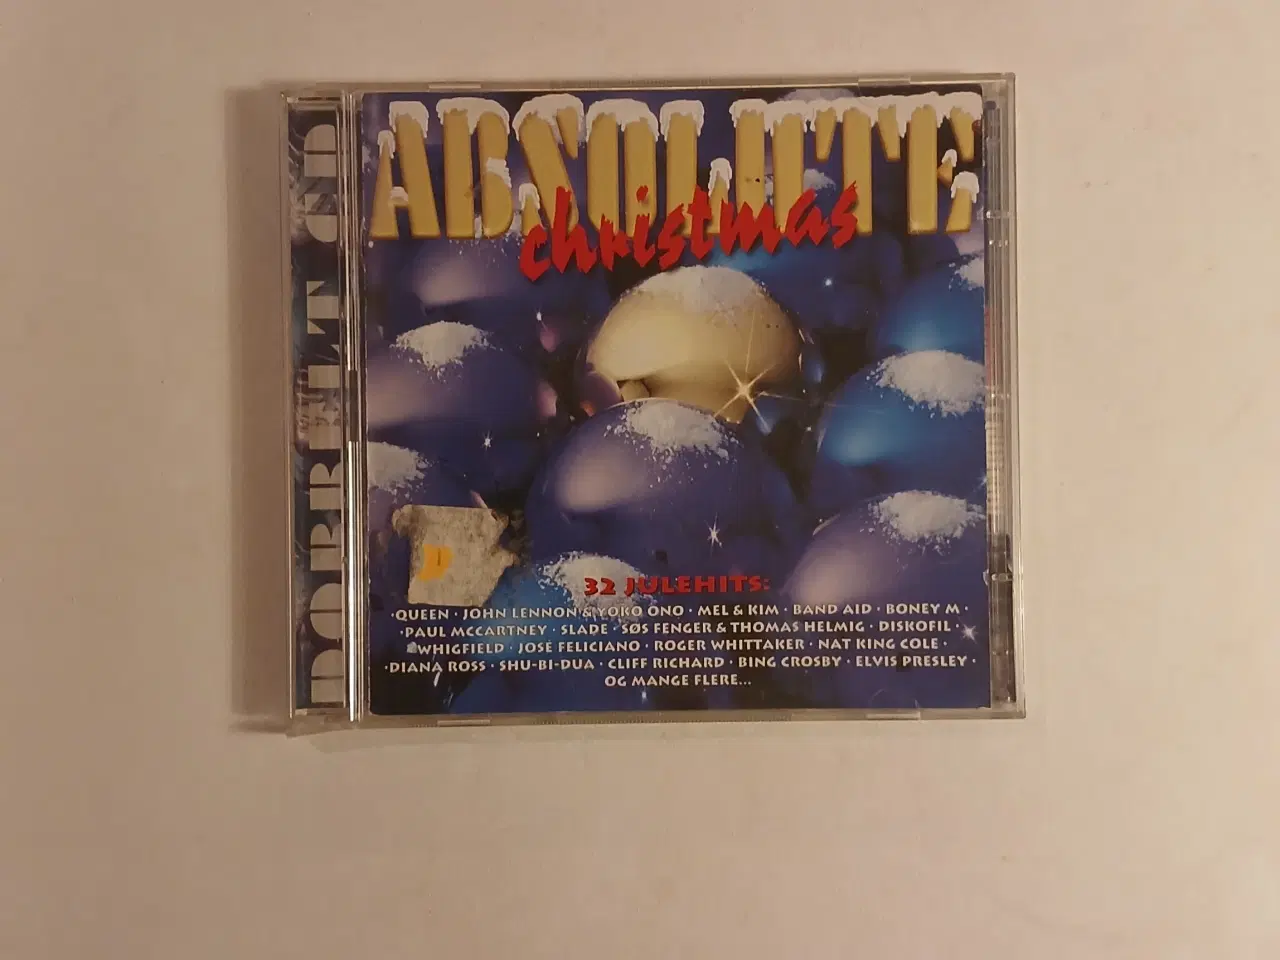 ABSOLUTE
christmas
DOBBELT CD
32 JULEHITS:
·QUEEN · JOHN LENNON & YOKO ONO · MEL & KIM · BAND AID · BONEY M ·
·PAUL MCCARTNEY · SLADE · SØS FENGER & THOMAS HELMIG · DISKOFIL ·
·WHIGFIELD · JOSÉ FELICIANO · ROGER WHITTAKER · NAT KING COLE ·
·DIANA ROSS · SHU-BI-DUA · CLIFF RICHARD · BING CROSBY · ELVIS PRESLEY ·
OG MANGE FLERE...